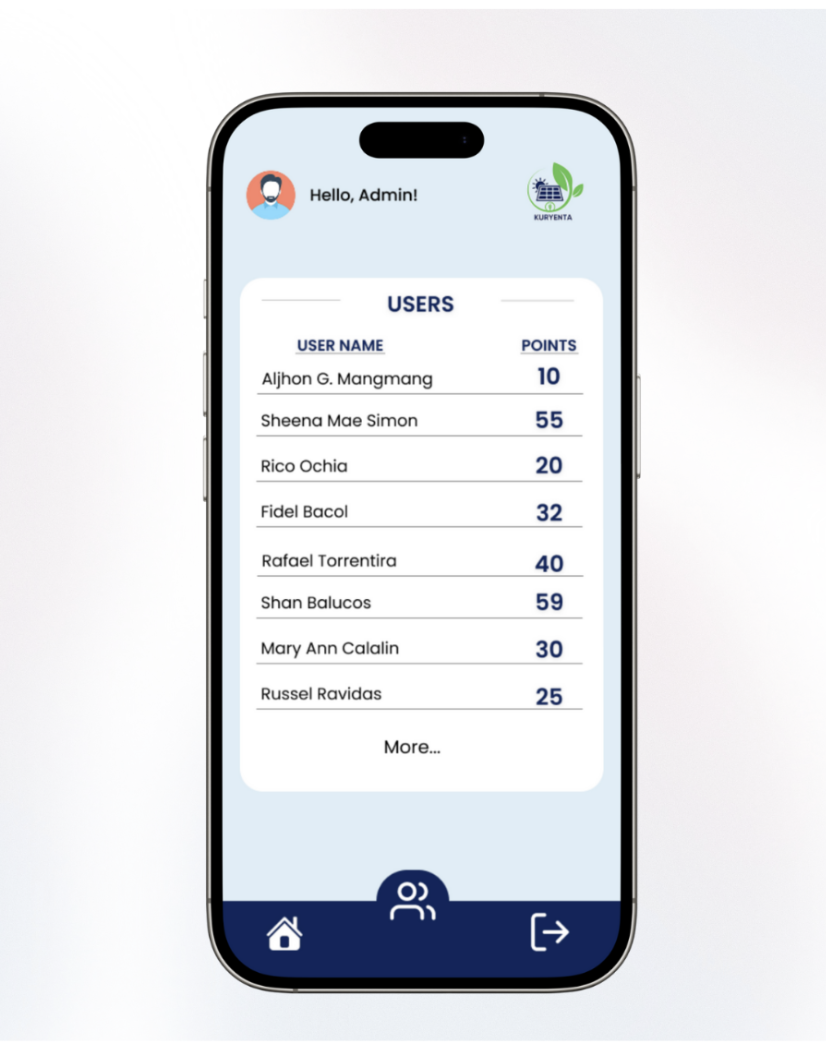 Hello, Admin!
KURYENTA
USERS
USER NAME POINTS
Aljhon G. Mangmang 10
Sheena Mae Simon 55
Rico Ochia 20
Fidel Bacol 32
Rafael Torrentira 40
Shan Balucos 59
Mary Ann Calalin 30
Russel Ravidas 25
More...